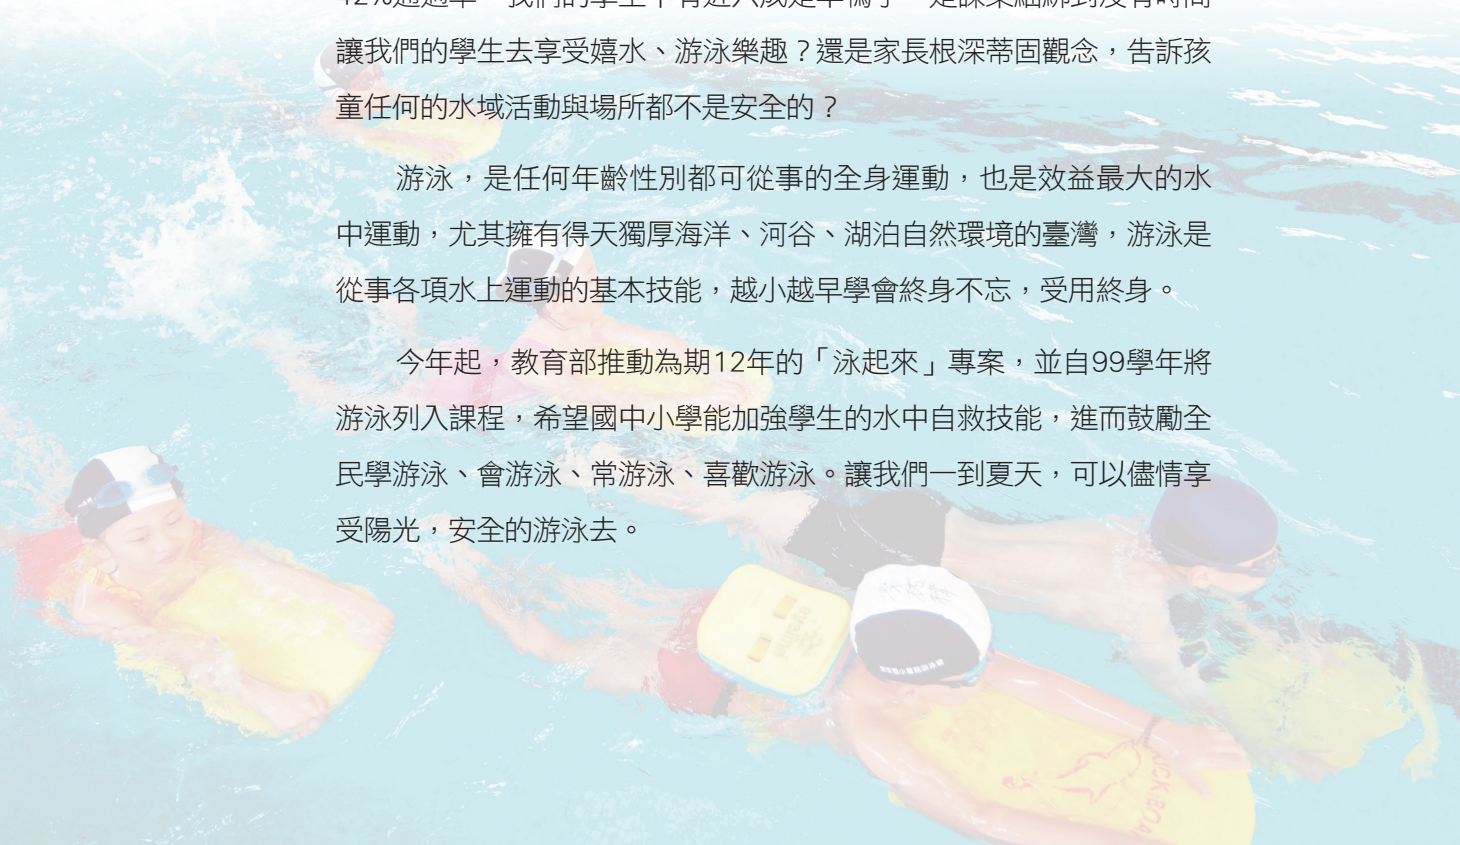 讓我們的學生去享受嬉水、游泳樂趣？還是家長根深蒂固觀念，告訴孩
童任何的水域活動與場所都不是安全的？
游泳，是任何年齡性別都可從事的全身運動，也是效益最大的水
中運動，尤其擁有得天獨厚海洋、河谷、湖泊自然環境的臺灣，游泳是
從事各項水上運動的基本技能，越小越早學會終身不忘，受用終身。
今年起，教育部推動為期12年的「泳起來」專案，並自99學年將
游泳列入課程，希望國中小學能加強學生的水中自救技能，進而鼓勵全
民學游泳、會游泳、常游泳、喜歡游泳。讓我們一到夏天，可以儘情享
受陽光，安全的游泳去。